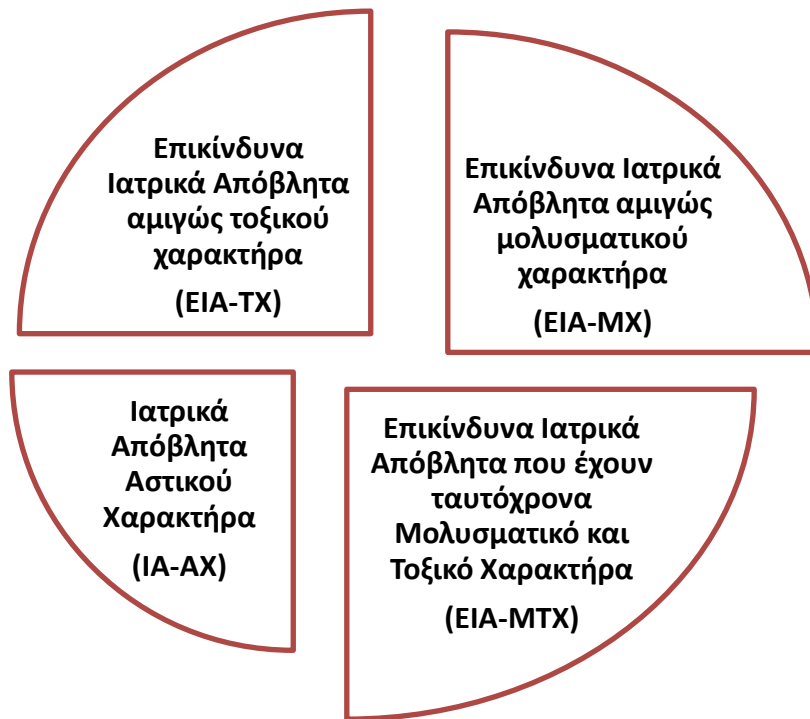 Επικίνδυνα
Ιατρικά Απόβλητα
αμιγώς τοξικού
χαρακτήρα
(ΕΙΑ-ΤΧ)
Επικίνδυνα Ιατρικά
Απόβλητα αμιγώς
μολυσματικού
χαρακτήρα
(ΕΙΑ-ΜΧ)
Ιατρικά
Απόβλητα
Αστικού
Χαρακτήρα
(ΙΑ-ΑΧ)
Επικίνδυνα Ιατρικά
Απόβλητα που έχουν
ταυτόχρονα
Μολυσματικό και
Τοξικό Χαρακτήρα
(ΕΙΑ-ΜΤΧ)